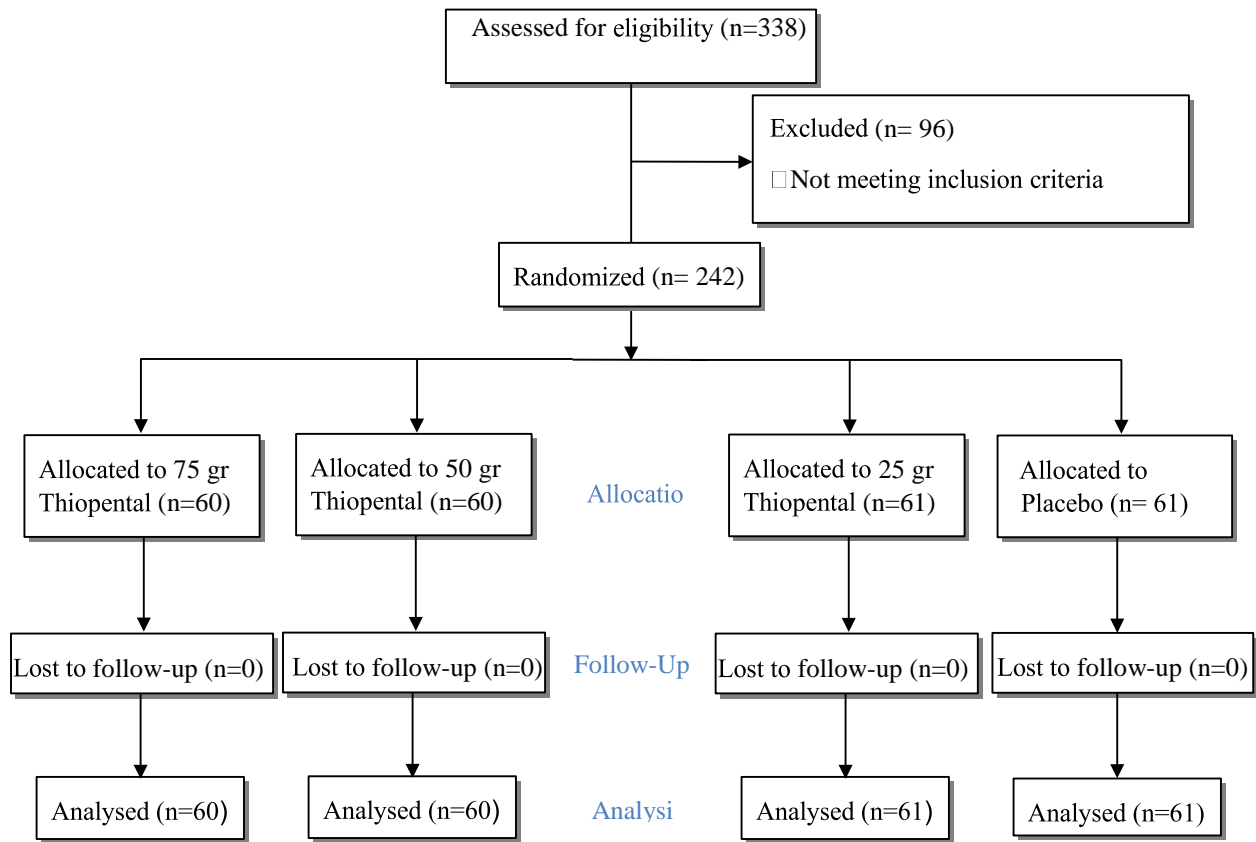 Assessed for eligibility (n=338)
Excluded (n= 96)
□Not meeting inclusion criteria
Randomized (n= 242)
Allocated to 75 gr
Thiopental (n=60)
Allocated to 50 gr
Thiopental (n=60)
Allocatio
Allocated to 25 gr
Thiopental (n=61)
Allocated to
Placebo (n= 61)
Lost to follow-up (n=0)
Lost to follow-up (n=0)
Follow-Up
Lost to follow-up (n=0)
Lost to follow-up (n=0)
Analysed (n=60)
Analysed (n=60)
Analysi
Analysed (n=61)
Analysed (n=61)